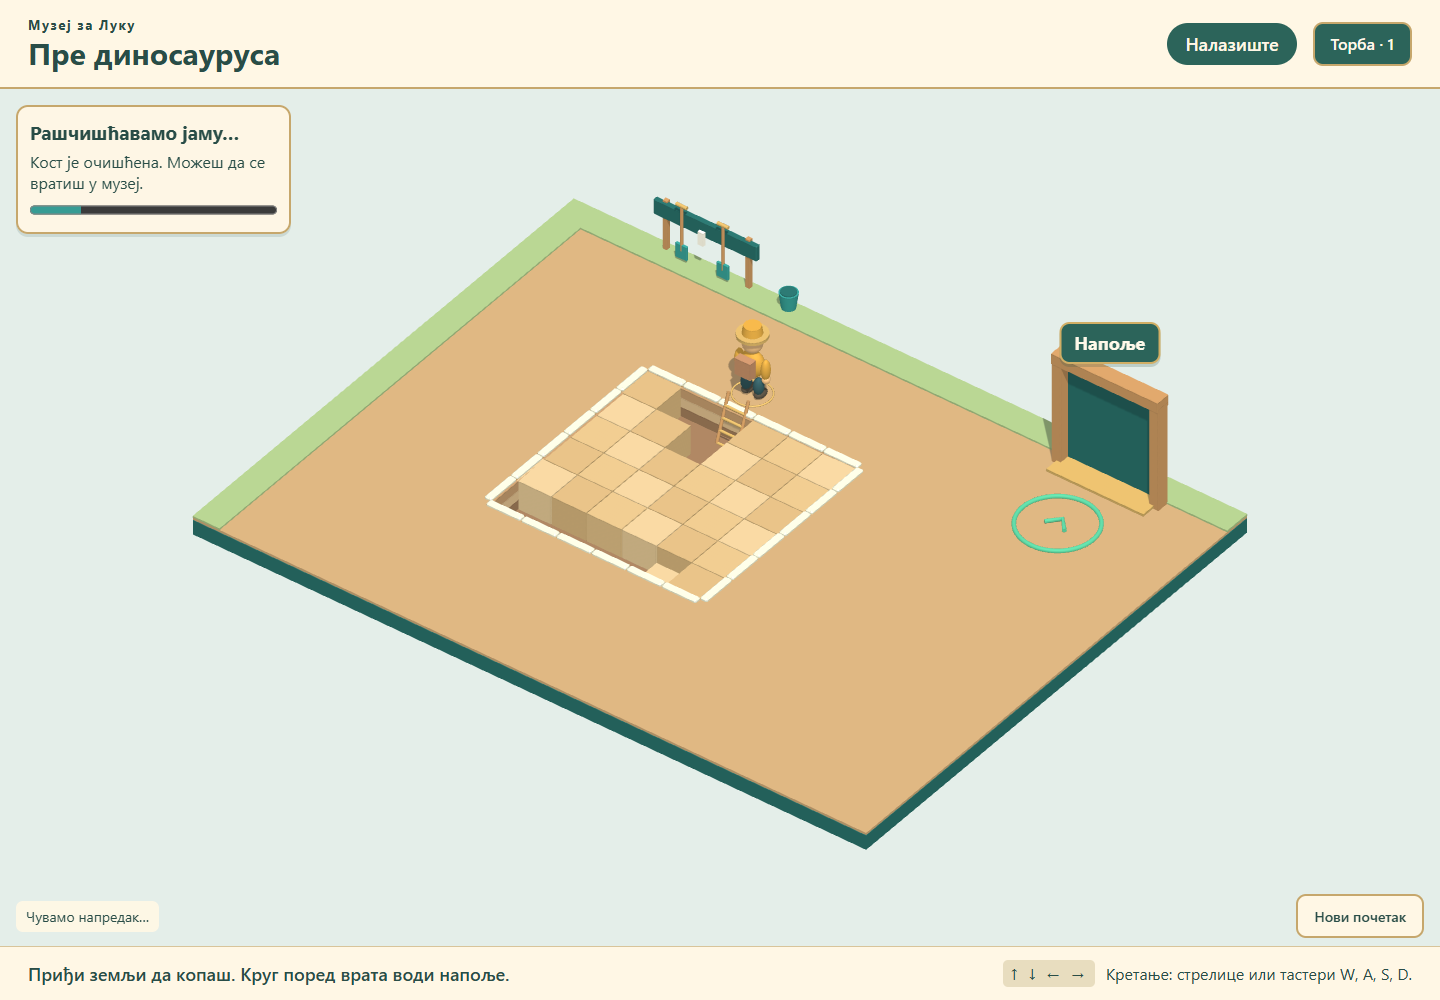 Музеј за Луку
Пре диносауруса
Налазиште
Торба · 1
Рашчишћавамо јаму...
Кост је очишћена. Можеш да се
вратиш у музеј.
Напоље
Чувамо напредак...
Нови почетак
Приђи земљи да копаш. Круг поред врата води напоље.
↑ ↓ ← → Кретање: стрелице или тастери W, A, S, D.